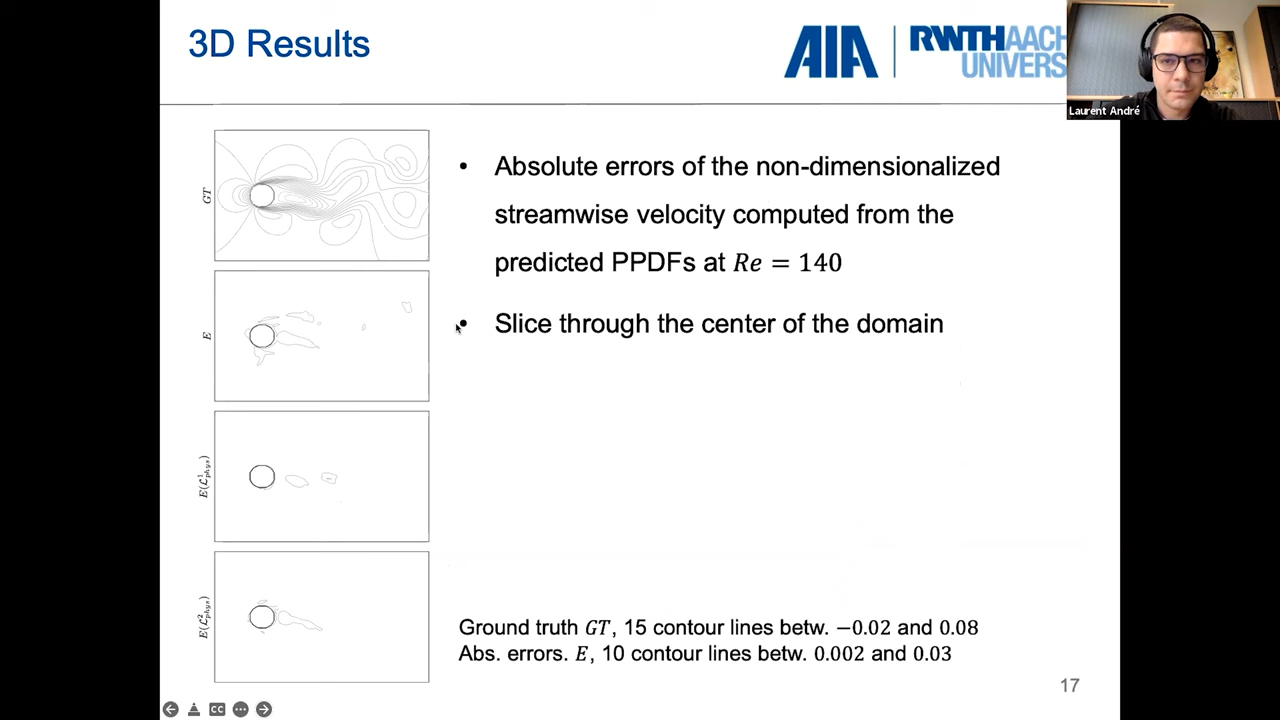 3D Results
AIA
RWTHAACH
UNIVERS
Laurent André
GT
E
E(ℒ¹phys)
E(ℒ²phys)
• Absolute errors of the non-dimensionalized
streamwise velocity computed from the
predicted PPDFs at Re = 140
• Slice through the center of the domain
Ground truth GT, 15 contour lines betw. −0.02 and 0.08
Abs. errors. E, 10 contour lines betw. 0.002 and 0.03
17
CC